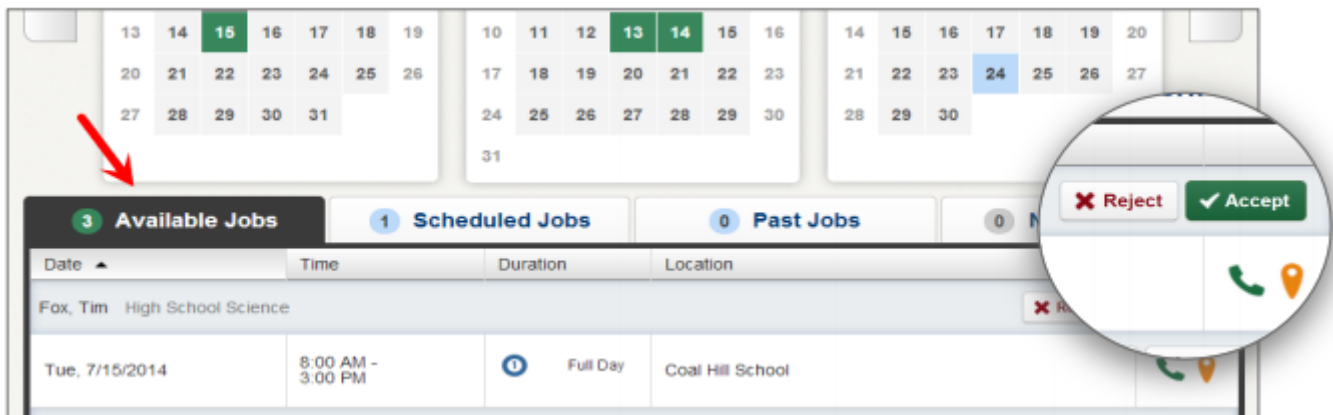 13 14 15 16 17 18 19
20 21 22 23 24 25 26
27 28 29 30 31
10 11 12 13 14 15 16
17 18 19 20 21 22 23
24 25 26 27 28 29 30
31
14 15 16 17 18 19 20
21 22 23 24 25 26 27
28 29 30
3 Available Jobs
1 Scheduled Jobs
0 Past Jobs
0 N
Reject Accept
Date Time Duration Location
Fox, Tim High School Science
Tue, 7/15/2014 8:00 AM - Full Day Coal Hill School
3:00 PM